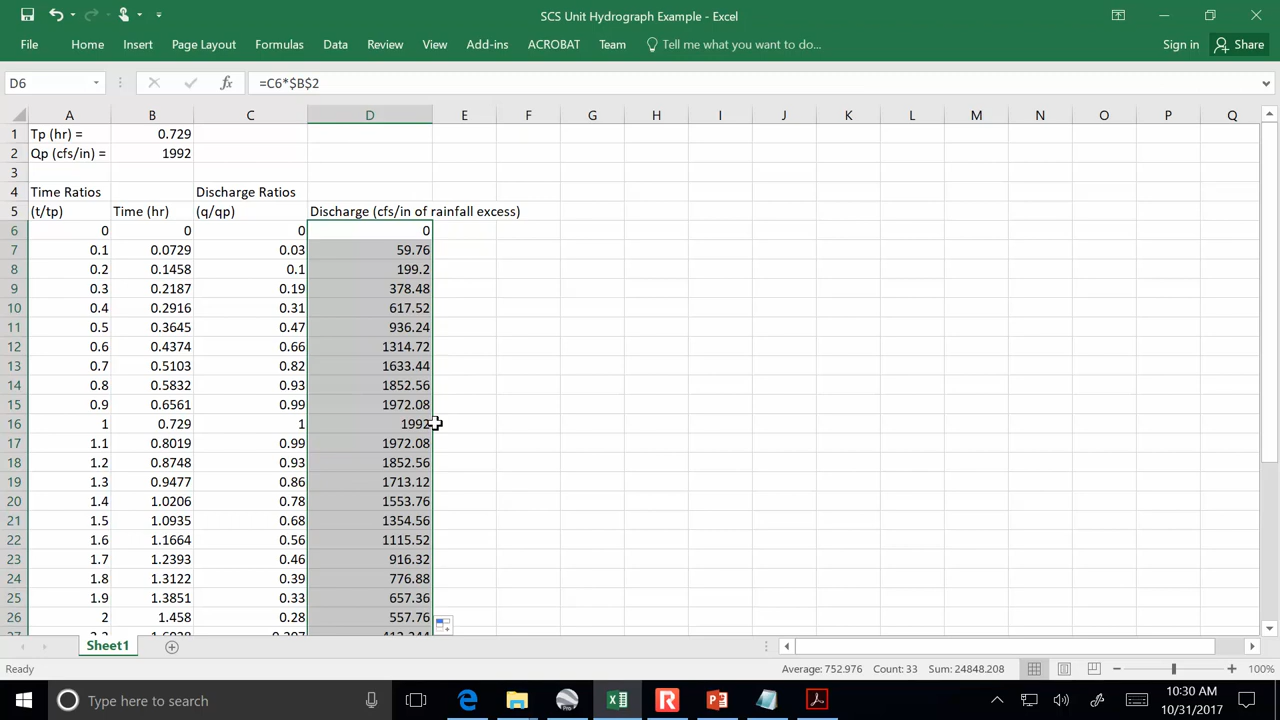 SCS Unit Hydrograph Example - Excel
File Home Insert Page Layout Formulas Data Review View Add-ins ACROBAT Team Tell me what you want to do... Sign in Share
D6 fx =C6*$B$2
A B C D E F G H I J K L M N O P Q
1 Tp (hr) = 0.729
2 Qp (cfs/in) = 1992
3
4 Time Ratios Discharge Ratios
5 (t/tp) Time (hr) (q/qp) Discharge (cfs/in of rainfall excess)
6 0 0 0 0
7 0.1 0.0729 0.03 59.76
8 0.2 0.1458 0.1 199.2
9 0.3 0.2187 0.19 378.48
10 0.4 0.2916 0.31 617.52
11 0.5 0.3645 0.47 936.24
12 0.6 0.4374 0.66 1314.72
13 0.7 0.5103 0.82 1633.44
14 0.8 0.5832 0.93 1852.56
15 0.9 0.6561 0.99 1972.08
16 1 0.729 1 1992
17 1.1 0.8019 0.99 1972.08
18 1.2 0.8748 0.93 1852.56
19 1.3 0.9477 0.86 1713.12
20 1.4 1.0206 0.78 1553.76
21 1.5 1.0935 0.68 1354.56
22 1.6 1.1664 0.56 1115.52
23 1.7 1.2393 0.46 916.32
24 1.8 1.3122 0.39 776.88
25 1.9 1.3851 0.33 657.36
26 2 1.458 0.28 557.76
Sheet1
Ready Average: 752.976 Count: 33 Sum: 24848.208 100%
Type here to search 10:30 AM
10/31/2017